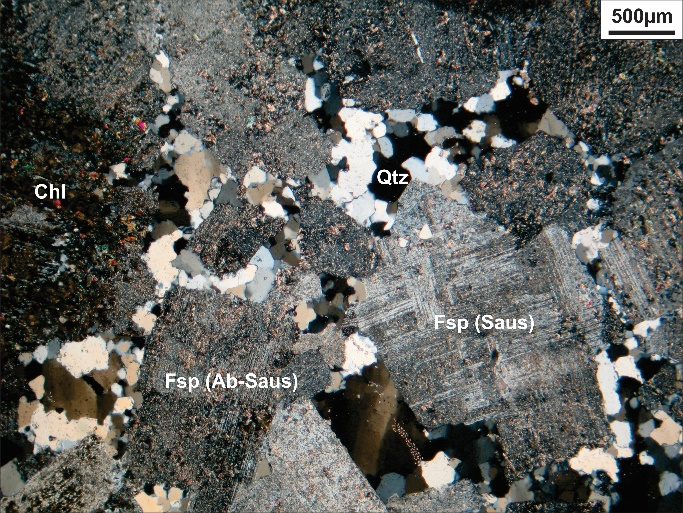 500µm
Chl
Qtz
Fsp (Saus)
Fsp (Ab-Saus)